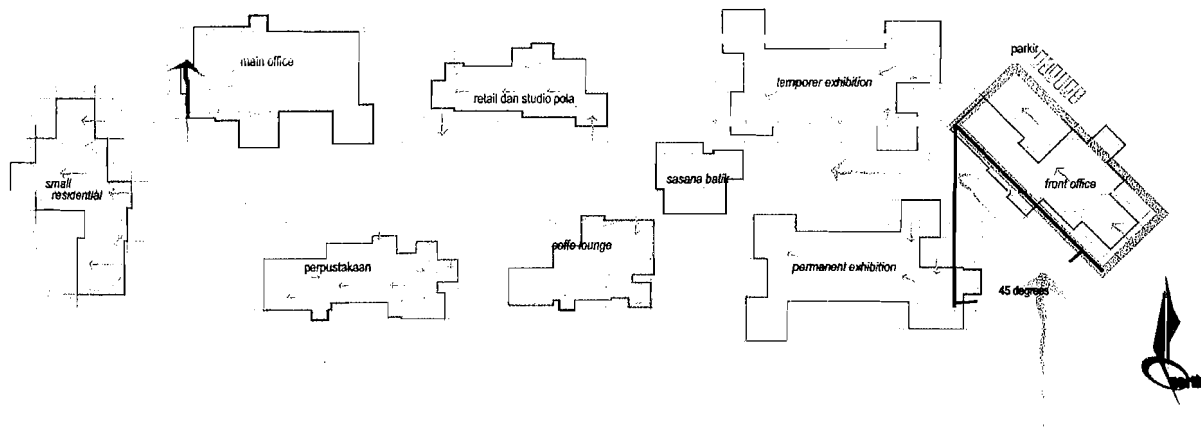 parkir
main office
temporer exhibition
retail dan studio pola
sasana batik
small
residential
front office
coffe lounge
perpustakaan
permanent exhibition
45 degrees
north